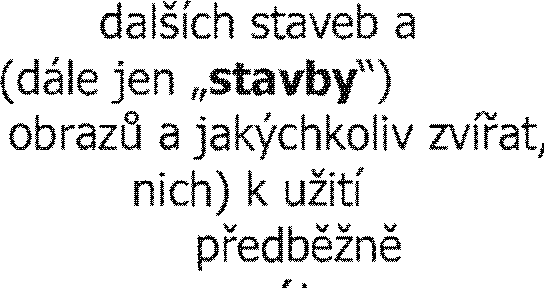 dalších staveb a
(dále jen „stavby“)
obrazů a jakýchkoliv zvířat,
nich) k užití
předběžně